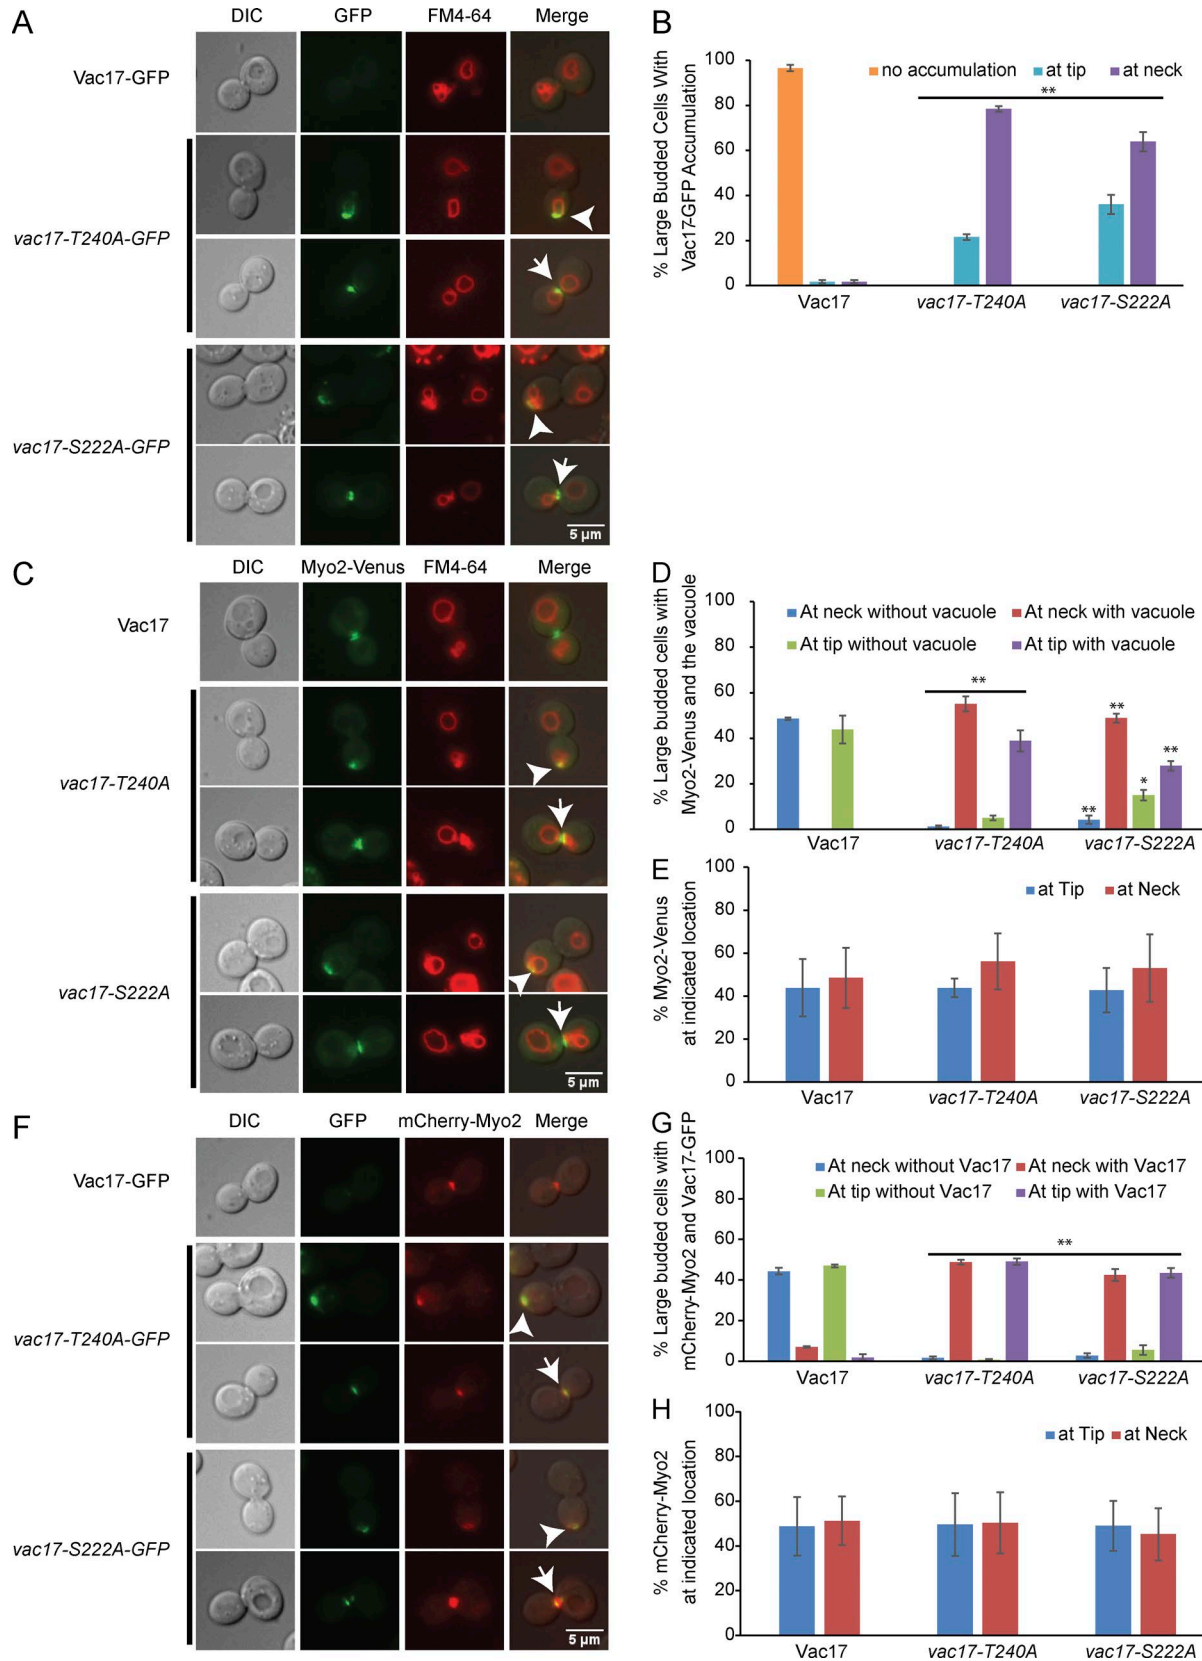 A
DIC GFP FM4-64 Merge
Vac17-GFP
vac17-T240A-GFP
vac17-S222A-GFP
5 µm
B
% Large Budded Cells With
Vac17-GFP Accumulation
100
80
60
40
20
0
no accumulation at tip at neck
**
Vac17 vac17-T240A vac17-S222A
C
DIC Myo2-Venus FM4-64 Merge
Vac17
vac17-T240A
vac17-S222A
5 µm
D
% Large budded cells with
Myo2-Venus and the vacuole
100
80
60
40
20
0
At neck without vacuole At neck with vacuole
At tip without vacuole At tip with vacuole
**
** ** * **
Vac17 vac17-T240A vac17-S222A
E
% Myo2-Venus
at indicated location
100
80
60
40
20
0
at Tip at Neck
Vac17 vac17-T240A vac17-S222A
F
DIC GFP mCherry-Myo2 Merge
Vac17-GFP
vac17-T240A-GFP
vac17-S222A-GFP
5 µm
G
% Large budded cells with
mCherry-Myo2 and Vac17-GFP
100
80
60
40
20
0
At neck without Vac17 At neck with Vac17
At tip without Vac17 At tip with Vac17
**
Vac17 vac17-T240A vac17-S222A
H
% mCherry-Myo2
at indicated location
100
80
60
40
20
0
at Tip at Neck
Vac17 vac17-T240A vac17-S222A